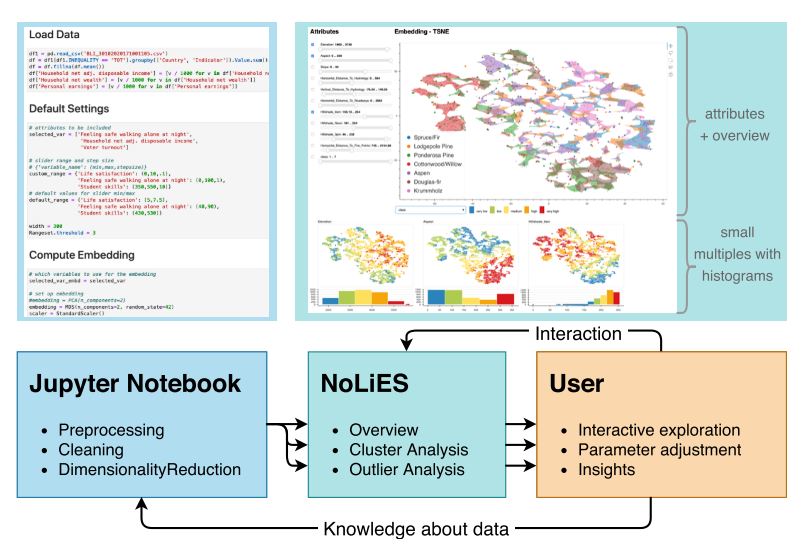 Load Data
df1 = pd.read_csv('BLI_30102020171001105.csv')
df = df1[df1.INEQUALITY == 'TOT'].groupby(['Country', 'Indicator']).Value.sum()
df = df.fillna(df.mean())
df['Household net adj. disposable income'] = [v / 1000 for v in df['Household n
df['Household net wealth'] = [v / 1000 for v in df['Household net wealth']]
df['Personal earnings'] = [v / 1000 for v in df['Personal earnings']]
Default Settings
# attributes to be included
selected_var = ['Feeling safe walking alone at night',
'Household net adj. disposable income',
'Voter turnout']
# slider range and step size
# {'variable_name': (min,max,stepsize)}
custom_range = {'Life satisfaction': (0,10,.1),
'Feeling safe walking alone at night': (0,100,1),
'Student skills': (350,550,10)}
# default values for slider min/max
default_range = {'Life satisfaction': (5,7.5),
'Feeling safe walking alone at night': (40,90),
'Student skills': (430,530)}
width = 300
Rangeset.threshold = 3
Compute Embedding
# which variables to use for the embedding
selected_var_embd = selected_var
# set up embedding
#embedding = PCA(n_components=2)
embedding = MDS(n_components=2, random_state=42)
scaler = StandardScaler()
Attributes
Embedding - TSNE
Spruce/Fir
Lodgepole Pine
Ponderosa Pine
Cottonwood/Willow
Aspen
Douglas-fir
Krummholz
very low
low
medium
high
very high
Elevation
Aspect
attributes
+ overview
small
multiples with
histograms
Interaction
Jupyter Notebook
• Preprocessing
• Cleaning
• DimensionalityReduction
NoLiES
• Overview
• Cluster Analysis
• Outlier Analysis
User
• Interactive exploration
• Parameter adjustment
• Insights
Knowledge about data